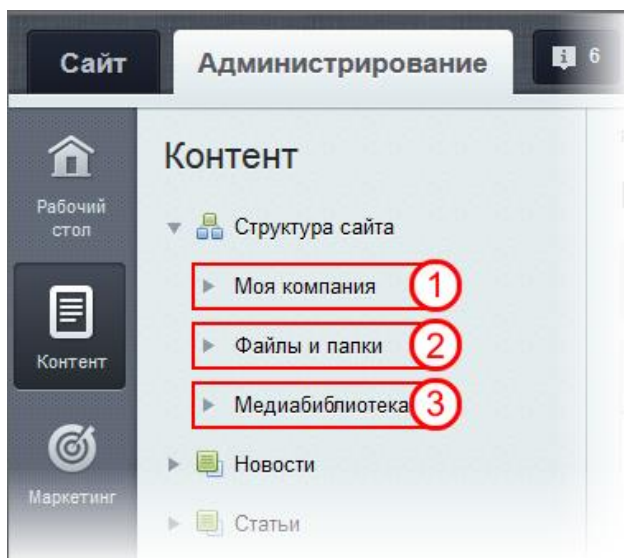 Сайт
Администрирование
6
Рабочий
стол
Контент
Маркетинг
Контент
Структура сайта
Моя компания 1
Файлы и папки 2
Медиабиблиотека 3
Новости
Статьи